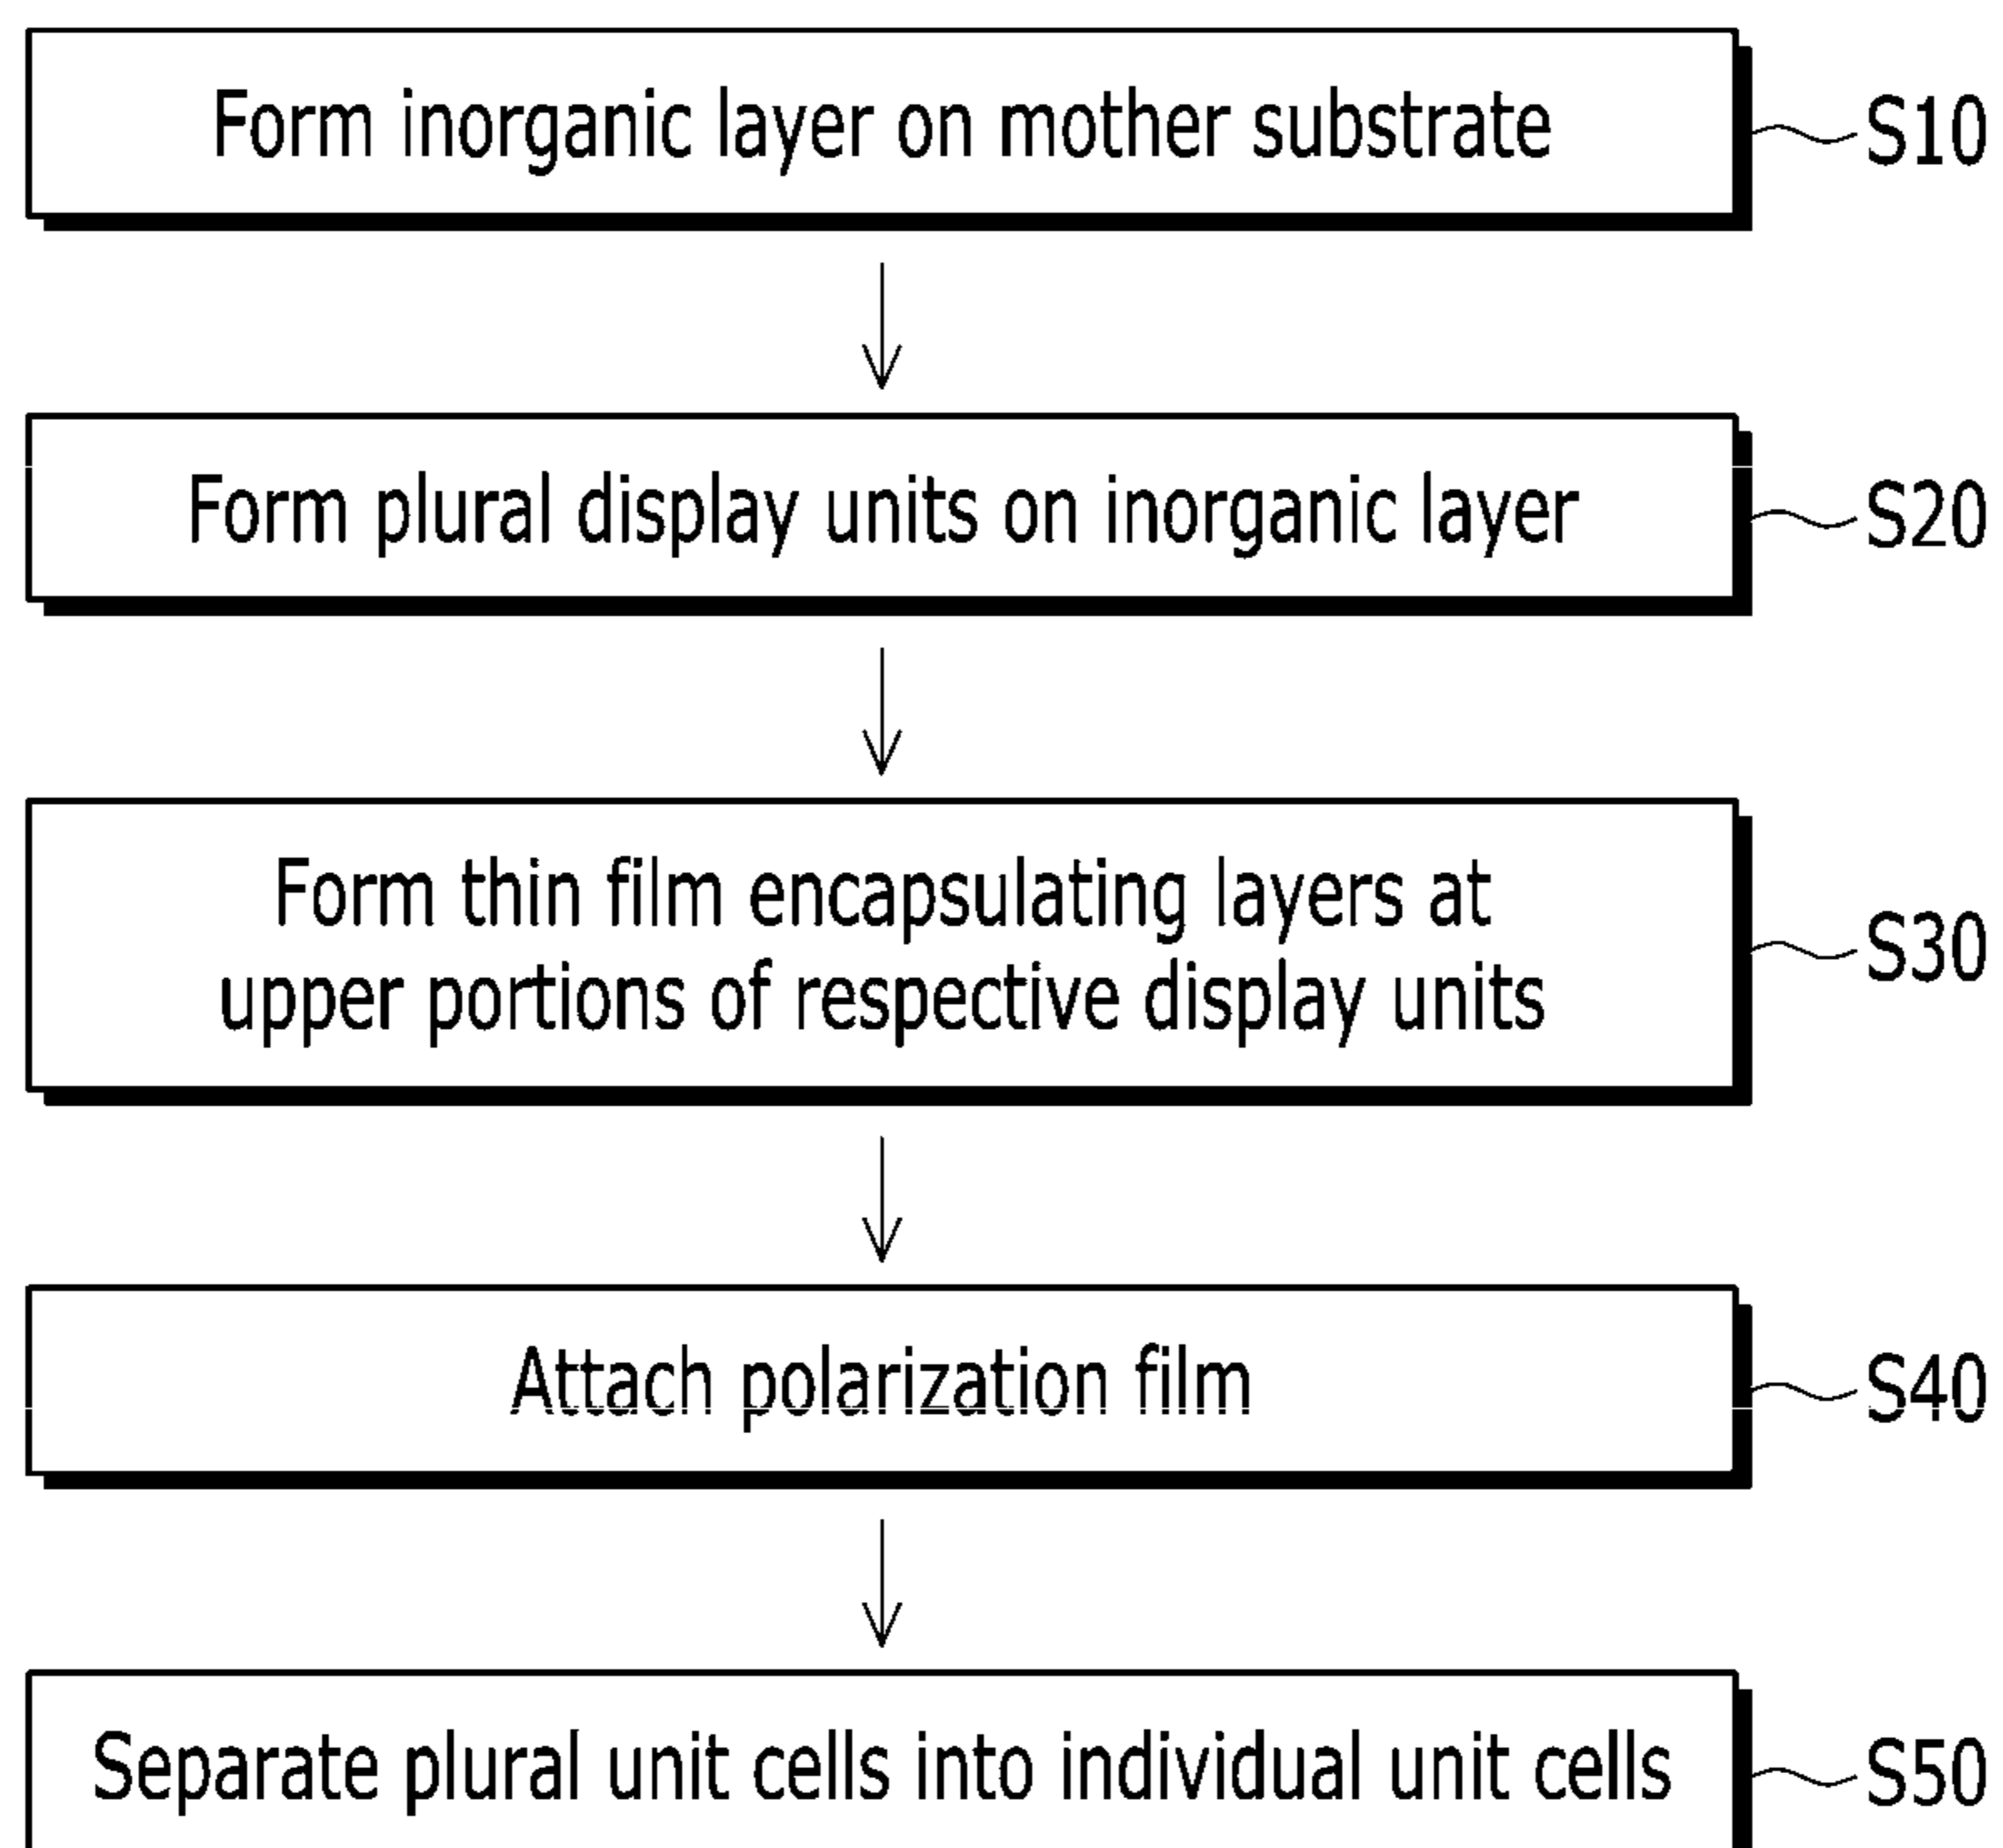 Form inorganic layer on mother substrate
S10
Form plural display units on inorganic layer
S20
Form thin film encapsulating layers at
upper portions of respective display units
S30
Attach polarization film
S40
Separate plural unit cells into individual unit cells
S50